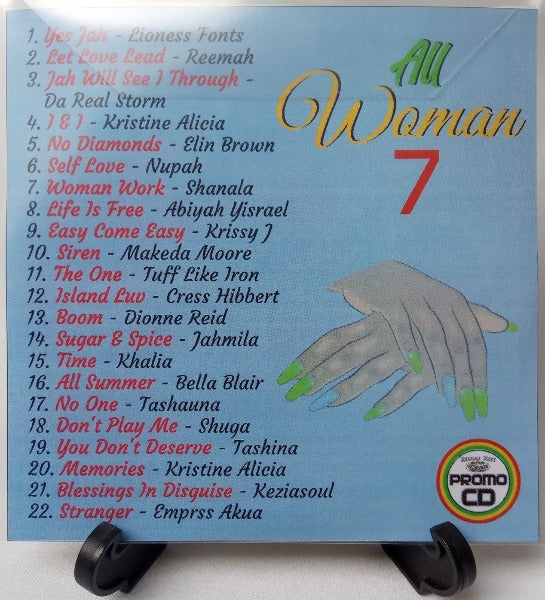 1. Yes Jah - Lioness Fonts
2. Let Love Lead - Reemah
3. Jah Will See I Through -
Da Real Storm
4. I & I - Kristine Alicia
5. No Diamonds - Elin Brown
6. Self Love - Nupah
7. Woman Work - Shanala
8. Life Is Free - Abiyah Yisrael
9. Easy Come Easy - Krissy J
10. Siren - Makeda Moore
11. The One - Tuff Like Iron
12. Island Luv - Cress Hibbert
13. Boom - Dionne Reid
14. Sugar & Spice - Jahmila
15. Time - Khalia
16. All Summer - Bella Blair
17. No One - Tashauna
18. Don't Play Me - Shuga
19. You Don't Deserve - Tashina
20. Memories - Kristine Alicia
21. Blessings In Disguise - Keziasoul
22. Stranger - Emprss Akua
All
Woman
7
PROMO
CD